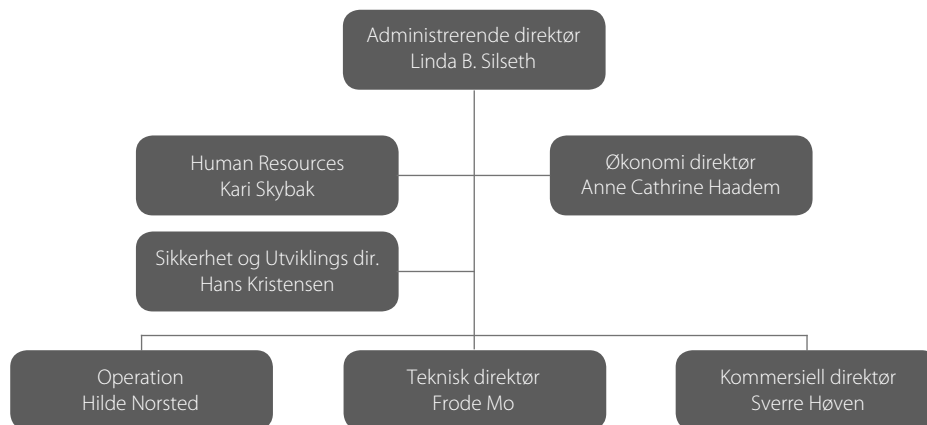 Administrerende direktør
Linda B. Silseth
Human Resources
Kari Skybak
Økonomi direktør
Anne Cathrine Haadem
Sikkerhet og Utviklings dir.
Hans Kristensen
Operation
Hilde Norsted
Teknisk direktør
Frode Mo
Kommersiell direktør
Sverre Høven